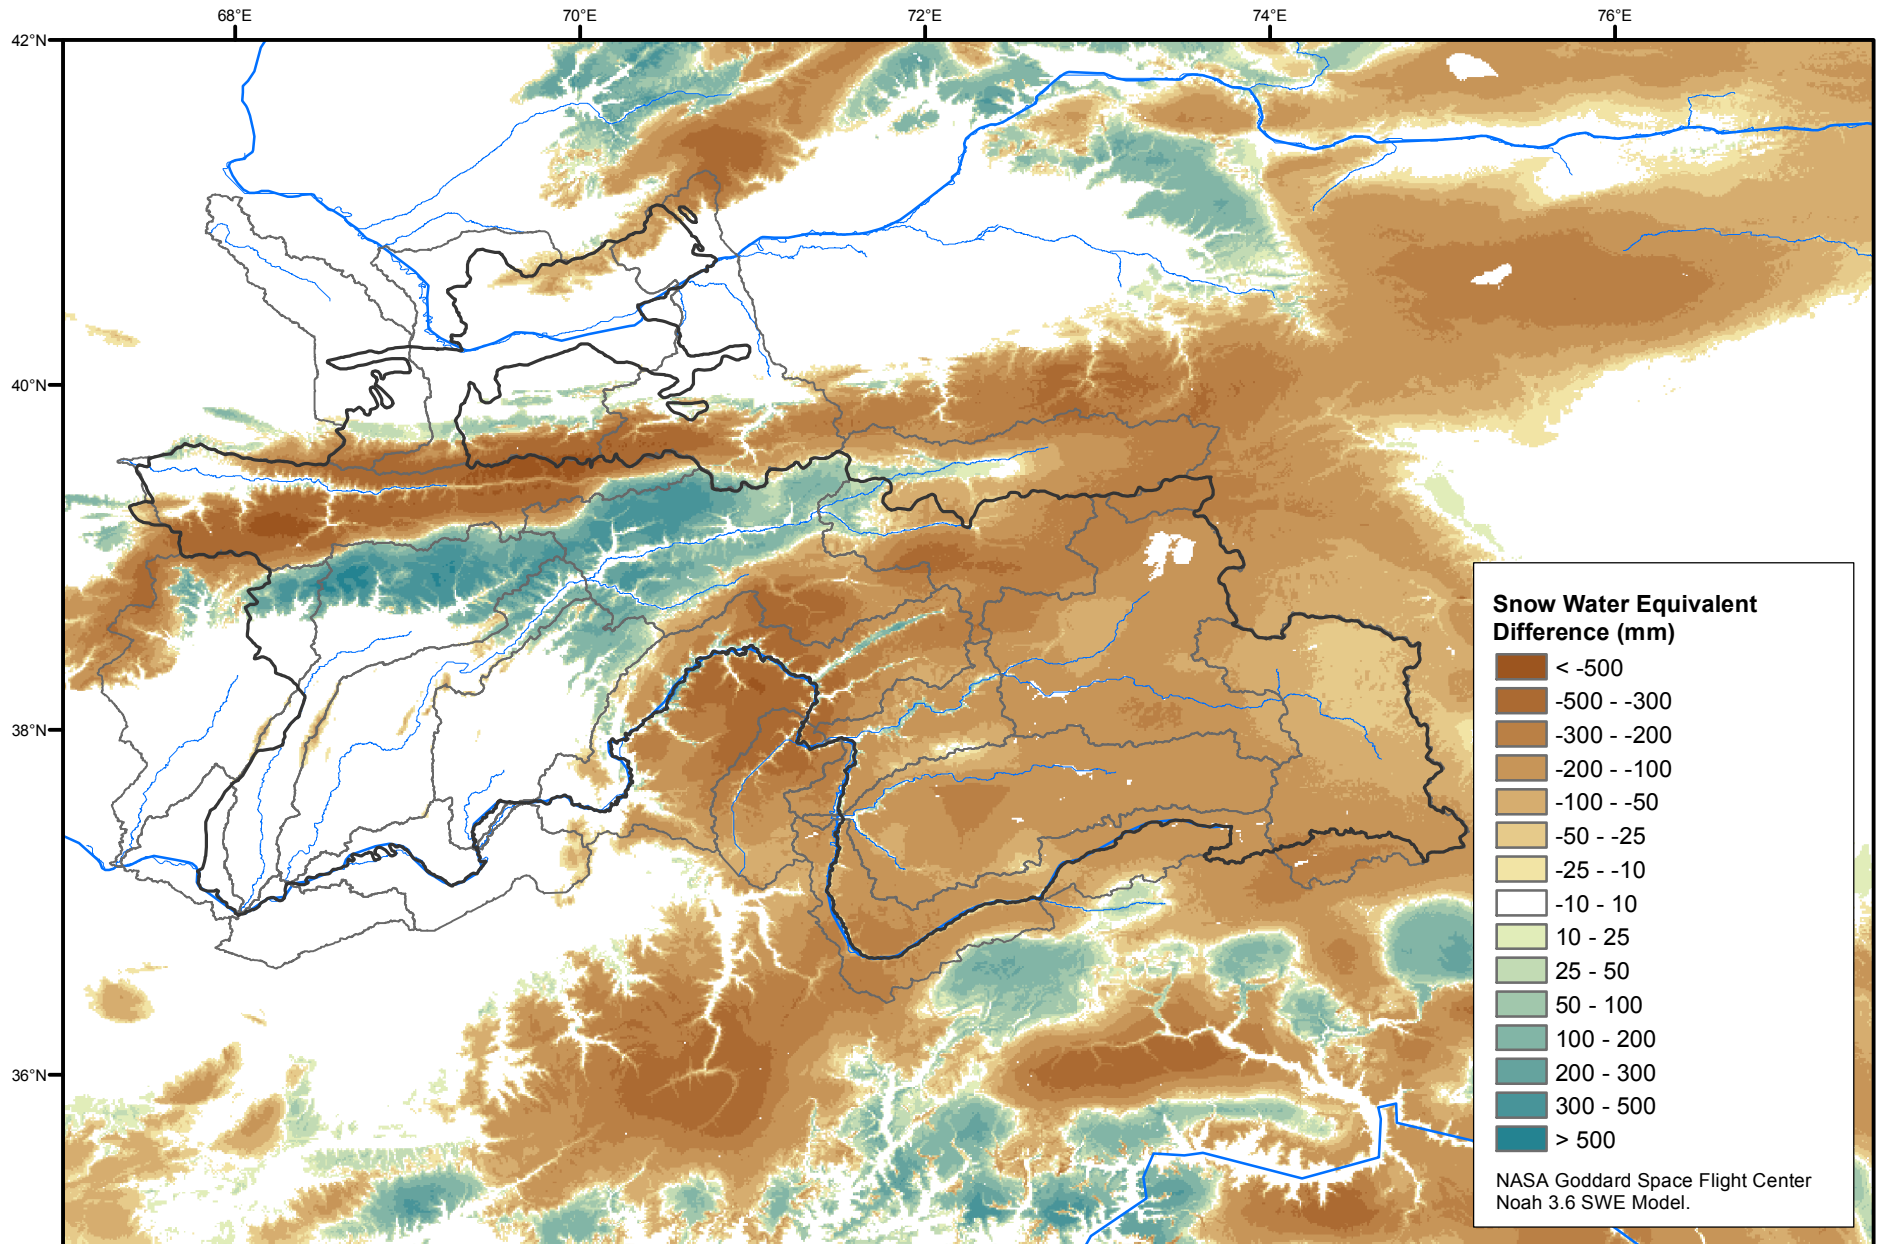 68°E 70°E 72°E 74°E 76°E
42°N
40°N
38°N
36°N
Snow Water Equivalent
Difference (mm)
< -500
-500 - -300
-300 - -200
-200 - -100
-100 - -50
-50 - -25
-25 - -10
-10 - 10
10 - 25
25 - 50
50 - 100
100 - 200
200 - 300
300 - 500
> 500
NASA Goddard Space Flight Center
Noah 3.6 SWE Model.